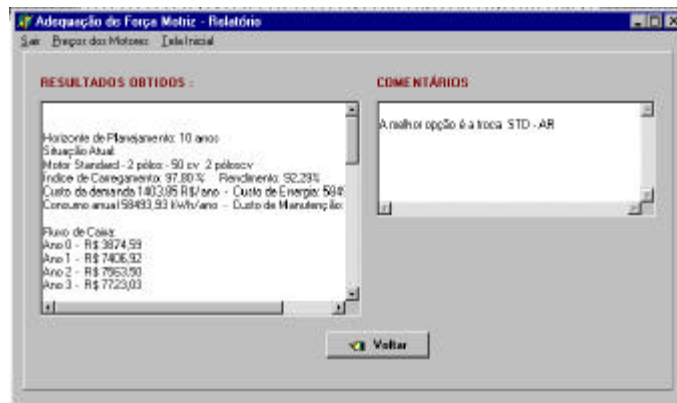 Adequação de Força Motriz - Relatório
Sair Preços dos Motores Tela Inicial
RESULTADOS OBTIDOS :
Horizonte de Planejamento: 10 anos
Situação Atual:
Motor Standard - 2 pólos - 50 cv 2 póloscv
Índice de Carregamento: 97,80 % Rendimento: 92,29%
Custo da demanda 1403,85 R$/ano - Custo de Energia: 584
Consumo anual 58493,93 kWh/ano - Custo de Manutenção:
Fluxo de Caixa:
Ano 0 - R$ 3874,59
Ano 1 - R$ 7406,92
Ano 2 - R$ 7963,90
Ano 3 - R$ 7723,03
COMENTÁRIOS
A melhor opção é a troca STD - AR
Voltar